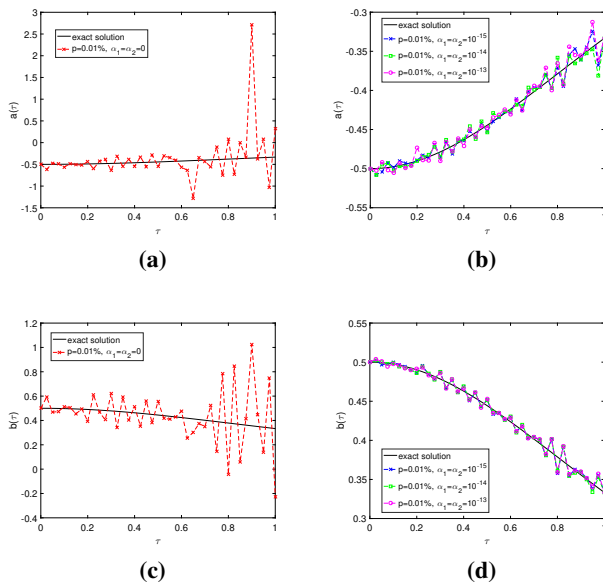 exact solution
p=0.01%, α₁=α₂=0
a(τ)
3
2.5
2
1.5
1
0.5
0
-0.5
-1
-1.5
0
0.2
0.4
0.6
0.8
1
τ
(a)
exact solution
p=0.01%, α₁=α₂=10⁻¹⁵
p=0.01%, α₁=α₂=10⁻¹⁴
p=0.01%, α₁=α₂=10⁻¹³
a(τ)
-0.3
-0.35
-0.4
-0.45
-0.5
-0.55
0
0.2
0.4
0.6
0.8
1
τ
(b)
exact solution
p=0.01%, α₁=α₂=0
b(τ)
1.2
1
0.8
0.6
0.4
0.2
0
-0.2
-0.4
0
0.2
0.4
0.6
0.8
1
τ
(c)
b(τ)
0.55
0.5
0.45
0.4
0.35
0.3
exact solution
p=0.01%, α₁=α₂=10⁻¹⁵
p=0.01%, α₁=α₂=10⁻¹⁴
p=0.01%, α₁=α₂=10⁻¹³
0
0.2
0.4
0.6
0.8
1
τ
(d)